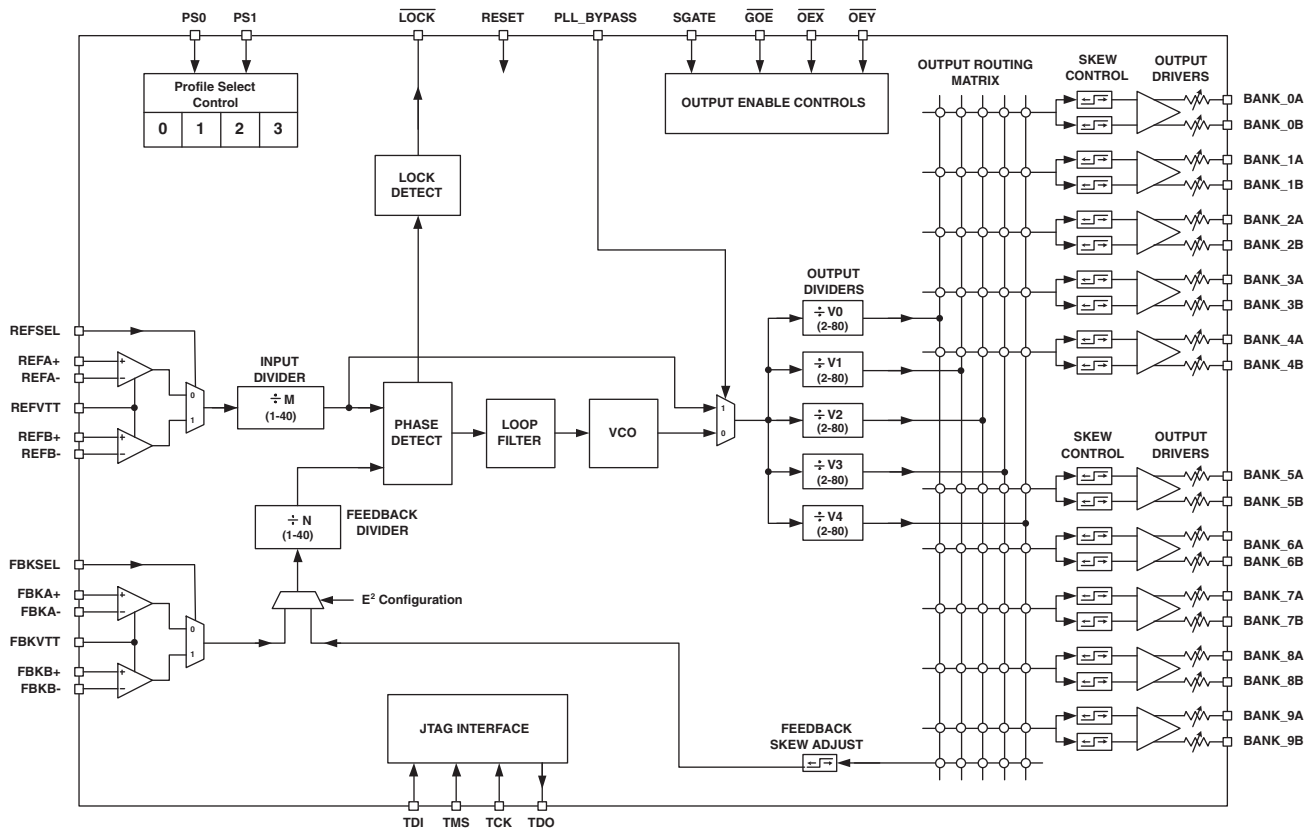 PS0 PS1 LOCK RESET PLL_BYPASS SGATE GOE OEX OEY
Profile Select
Control
0 1 2 3
OUTPUT ENABLE CONTROLS
OUTPUT ROUTING
MATRIX
SKEW
CONTROL
OUTPUT
DRIVERS
BANK_0A
BANK_0B
BANK_1A
BANK_1B
BANK_2A
BANK_2B
BANK_3A
BANK_3B
BANK_4A
BANK_4B
LOCK
DETECT
OUTPUT
DIVIDERS
÷ V0
(2-80)
÷ V1
(2-80)
÷ V2
(2-80)
÷ V3
(2-80)
÷ V4
(2-80)
REFSEL
REFA+
REFA-
REFVTT
REFB+
REFB-
+
−
+
−
0
1
INPUT
DIVIDER
÷ M
(1-40)
PHASE
DETECT
LOOP
FILTER
VCO
1
0
÷ N
(1-40)
FEEDBACK
DIVIDER
SKEW
CONTROL
OUTPUT
DRIVERS
BANK_5A
BANK_5B
BANK_6A
BANK_6B
BANK_7A
BANK_7B
BANK_8A
BANK_8B
BANK_9A
BANK_9B
FBKSEL
FBKA+
FBKA-
FBKVTT
FBKB+
FBKB-
+
−
+
−
0
1
E² Configuration
JTAG INTERFACE
FEEDBACK
SKEW ADJUST
TDI TMS TCK TDO